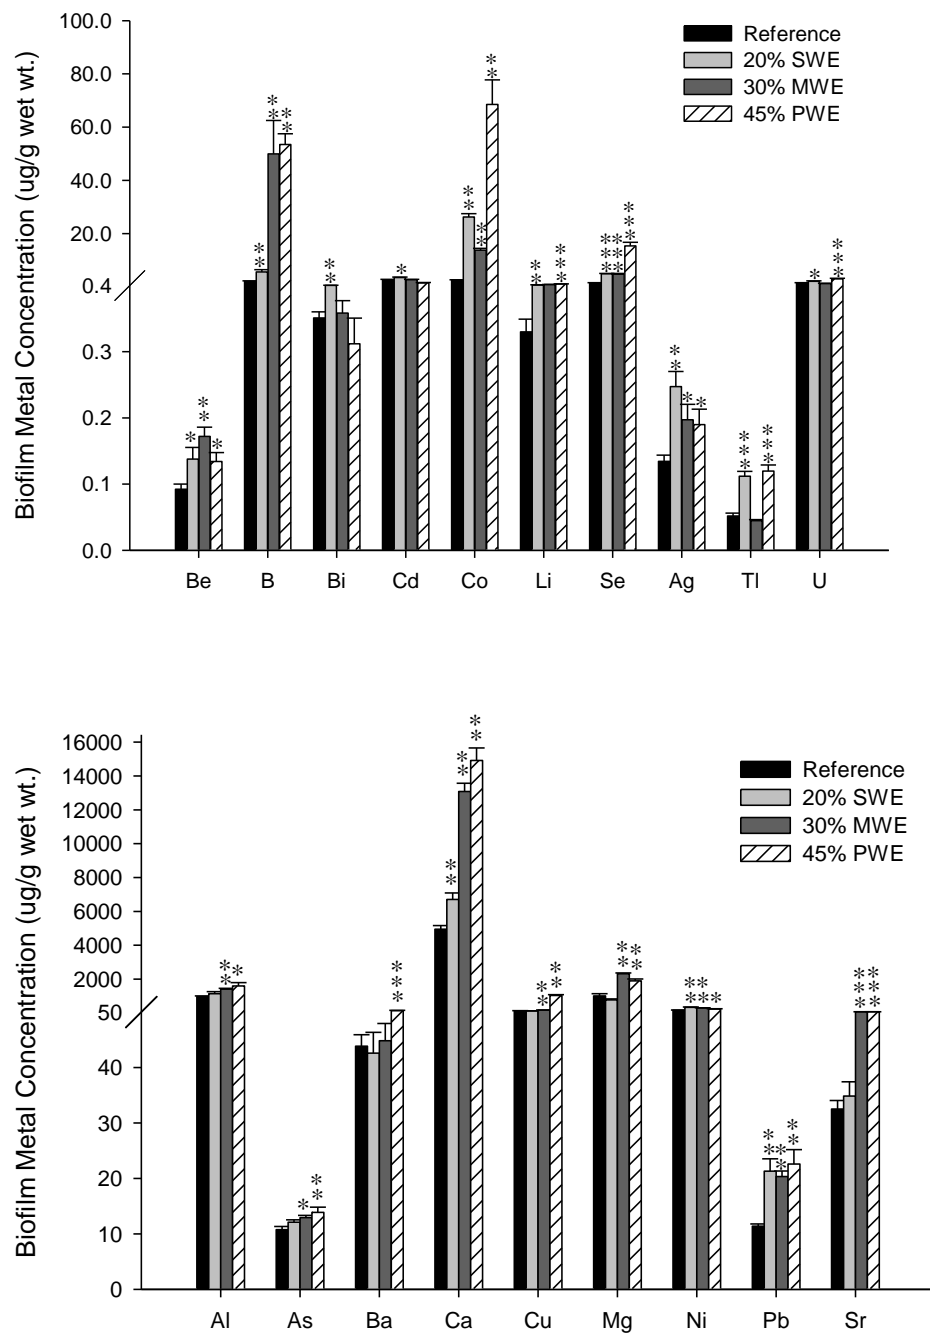 Biofilm Metal Concentration (ug/g wet wt.)
100.0
80.0
60.0
40.0
20.0
0.4
0.3
0.2
0.1
0.0
Reference
20% SWE
30% MWE
45% PWE
* ** *
** ** **
**
*
** ** **
** ***
*** *** ***
** * *
*** ***
* ***
Be B Bi Cd Co Li Se Ag Tl U
Biofilm Metal Concentration (ug/g wet wt.)
16000
14000
12000
10000
8000
6000
4000
2000
50
40
30
20
10
0
Reference
20% SWE
30% MWE
45% PWE
** *
* **
***
** ** **
** **
** **
** ** *
** ** **
*** ***
Al As Ba Ca Cu Mg Ni Pb Sr